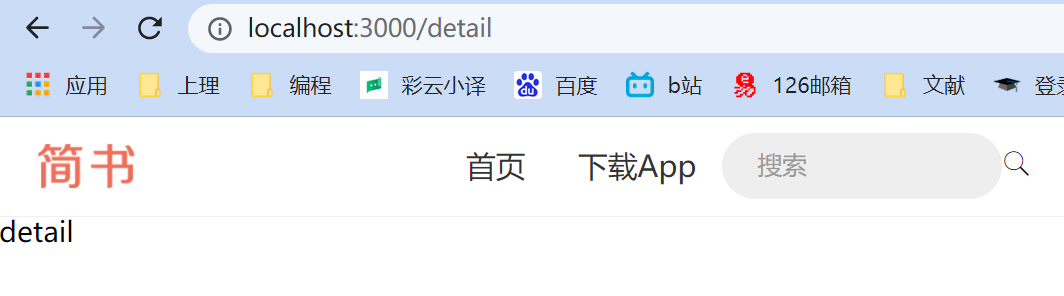 localhost:3000/detail
应用 上理 编程 彩云小译 百度 b站 126邮箱 文献 登录
简书 首页 下载App 搜索
detail